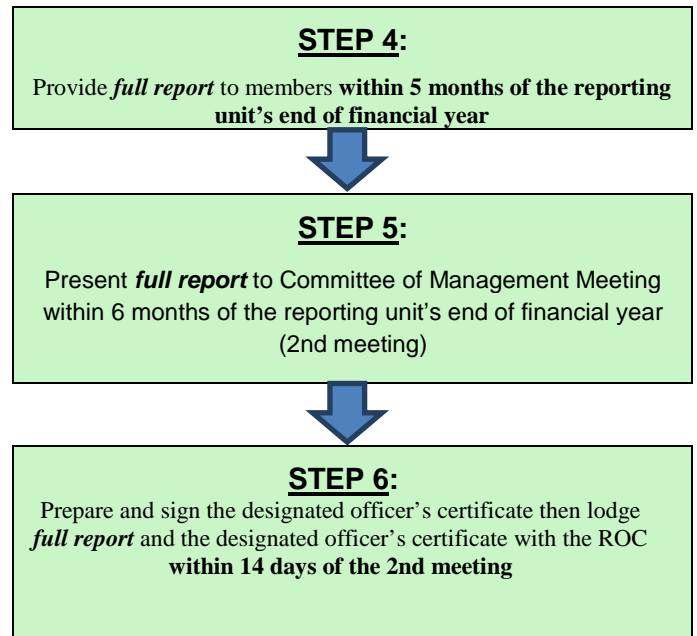 STEP 4:
Provide full report to members within 5 months of the reporting
unit's end of financial year
STEP 5:
Present full report to Committee of Management Meeting
within 6 months of the reporting unit's end of financial year
(2nd meeting)
STEP 6:
Prepare and sign the designated officer's certificate then lodge
full report and the designated officer's certificate with the ROC
within 14 days of the 2nd meeting